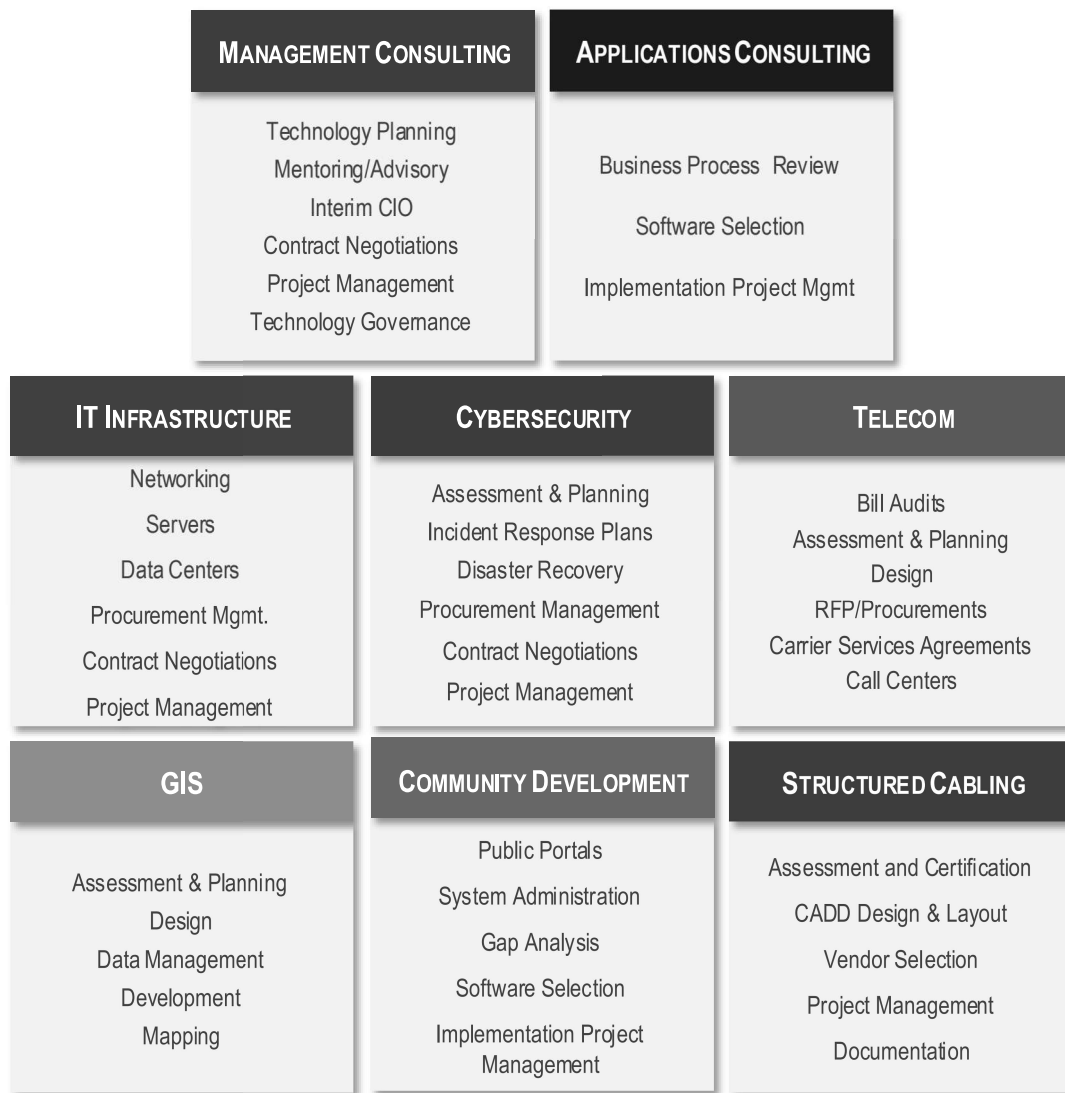 MANAGEMENT CONSULTING
Technology Planning
Mentoring/Advisory
Interim CIO
Contract Negotiations
Project Management
Technology Governance
APPLICATIONS CONSULTING
Business Process Review
Software Selection
Implementation Project Mgmt
IT INFRASTRUCTURE
Networking
Servers
Data Centers
Procurement Mgmt.
Contract Negotiations
Project Management
CYBERSECURITY
Assessment & Planning
Incident Response Plans
Disaster Recovery
Procurement Management
Contract Negotiations
Project Management
TELECOM
Bill Audits
Assessment & Planning
Design
RFP/Procurements
Carrier Services Agreements
Call Centers
GIS
Assessment & Planning
Design
Data Management
Development
Mapping
COMMUNITY DEVELOPMENT
Public Portals
System Administration
Gap Analysis
Software Selection
Implementation Project
Management
STRUCTURED CABLING
Assessment and Certification
CADD Design & Layout
Vendor Selection
Project Management
Documentation